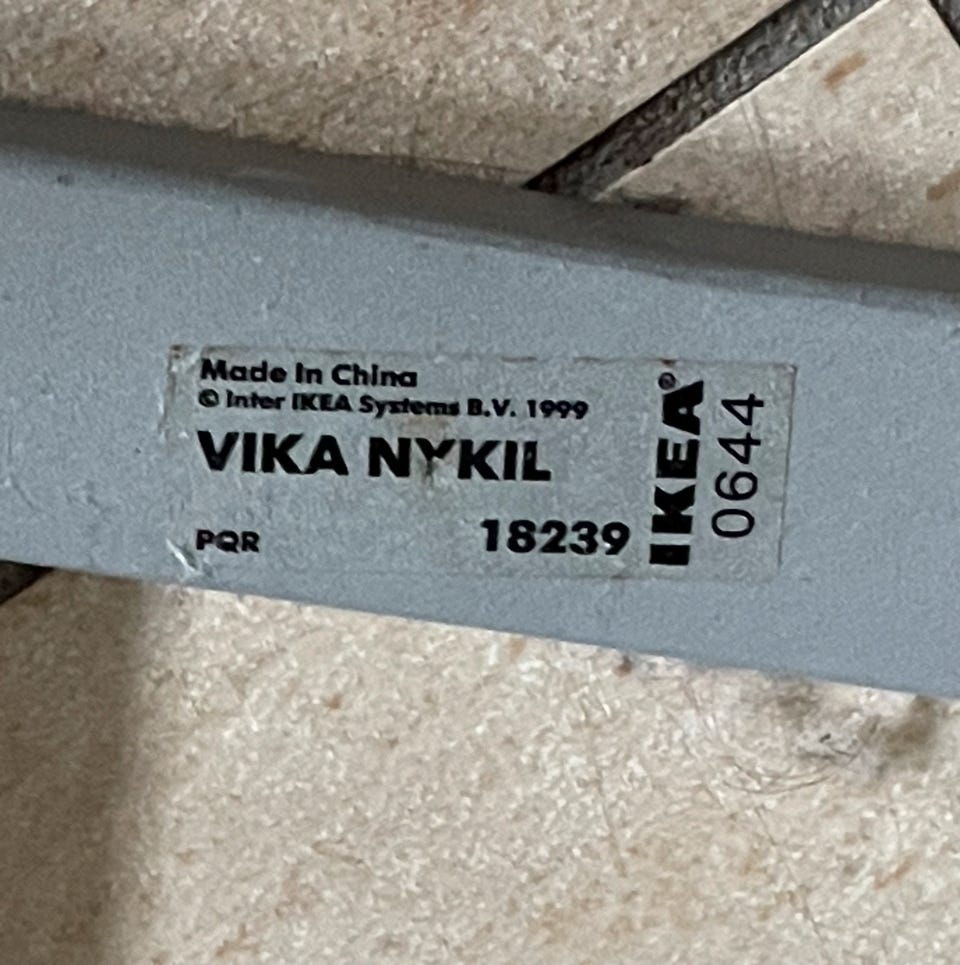 Made In China
© Inter IKEA Systems B.V. 1999
VIKA NYKIL
PQR 18239
IKEA®
0644